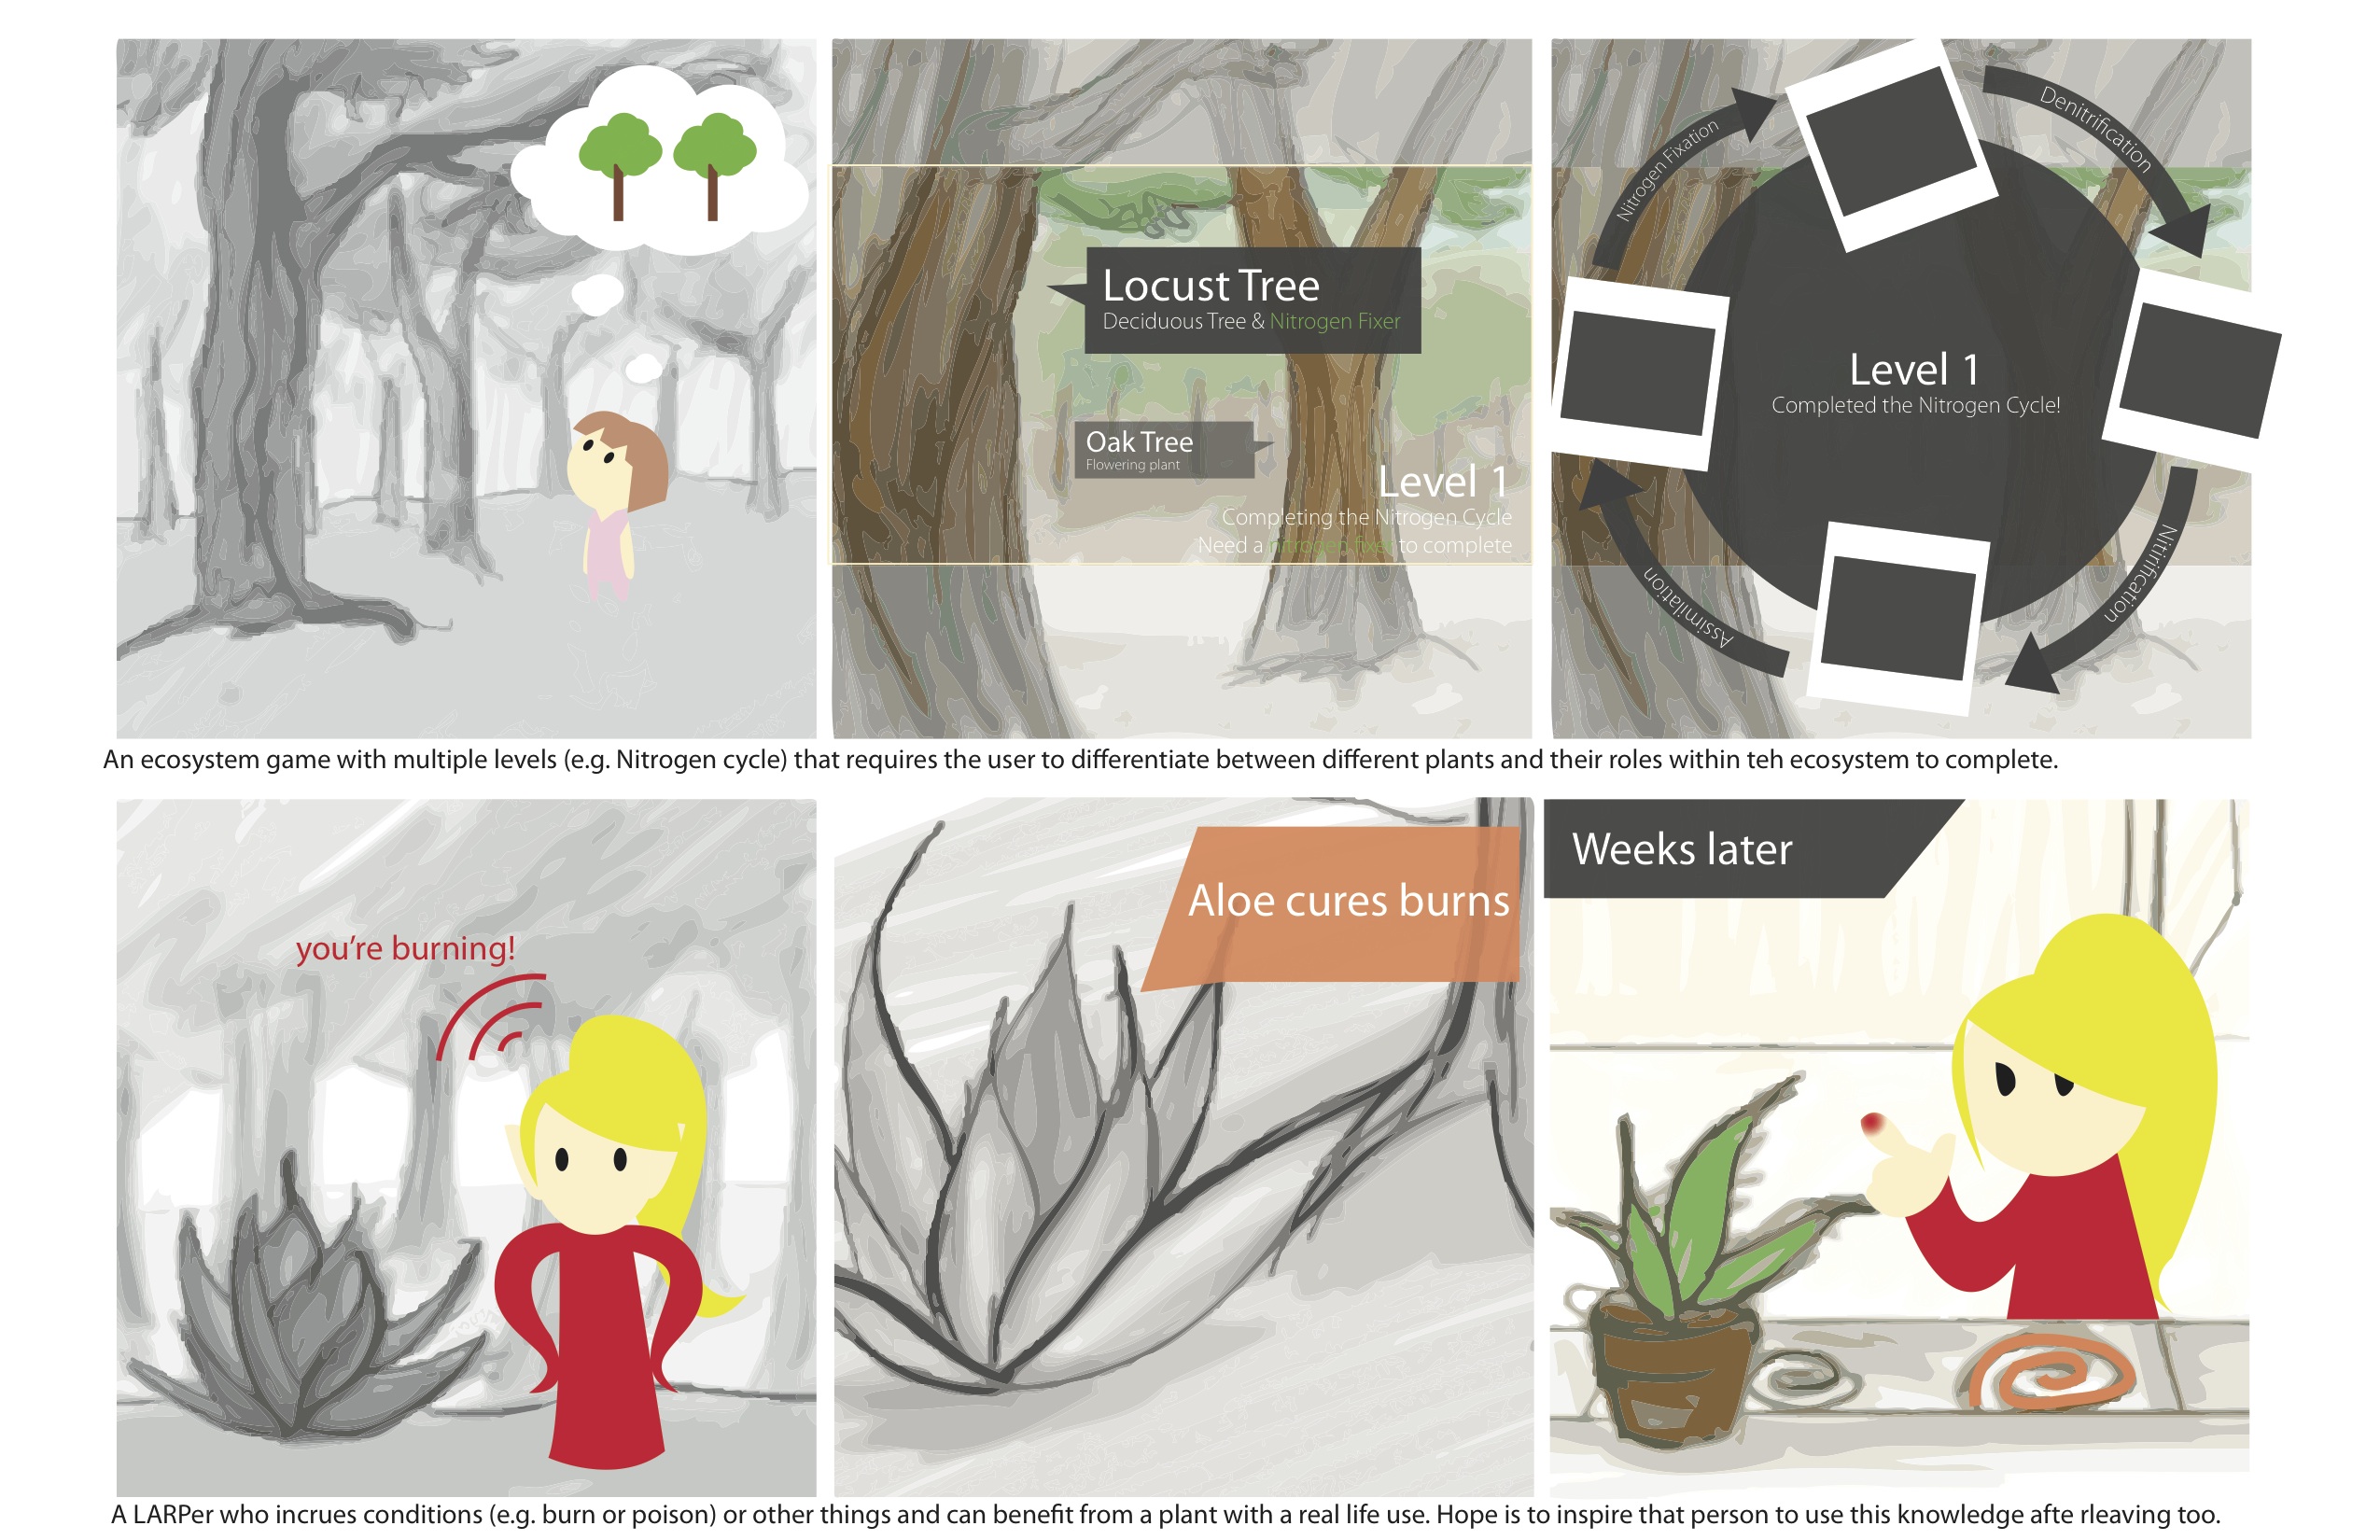 Locust Tree
Deciduous Tree & Nitrogen Fixer
Oak Tree
Flowering plant
Level 1
Completing the Nitrogen Cycle
Need a nitrogen fixer to complete
Nitrogen Fixation
Denitrification
Level 1
Completed the Nitrogen Cycle!
Assimilation
Nitrification
An ecosystem game with multiple levels (e.g. Nitrogen cycle) that requires the user to differentiate between different plants and their roles within teh ecosystem to complete.
you're burning!
Aloe cures burns
Weeks later
A LARPer who incrues conditions (e.g. burn or poison) or other things and can benefit from a plant with a real life use. Hope is to inspire that person to use this knowledge afte rleaving too.